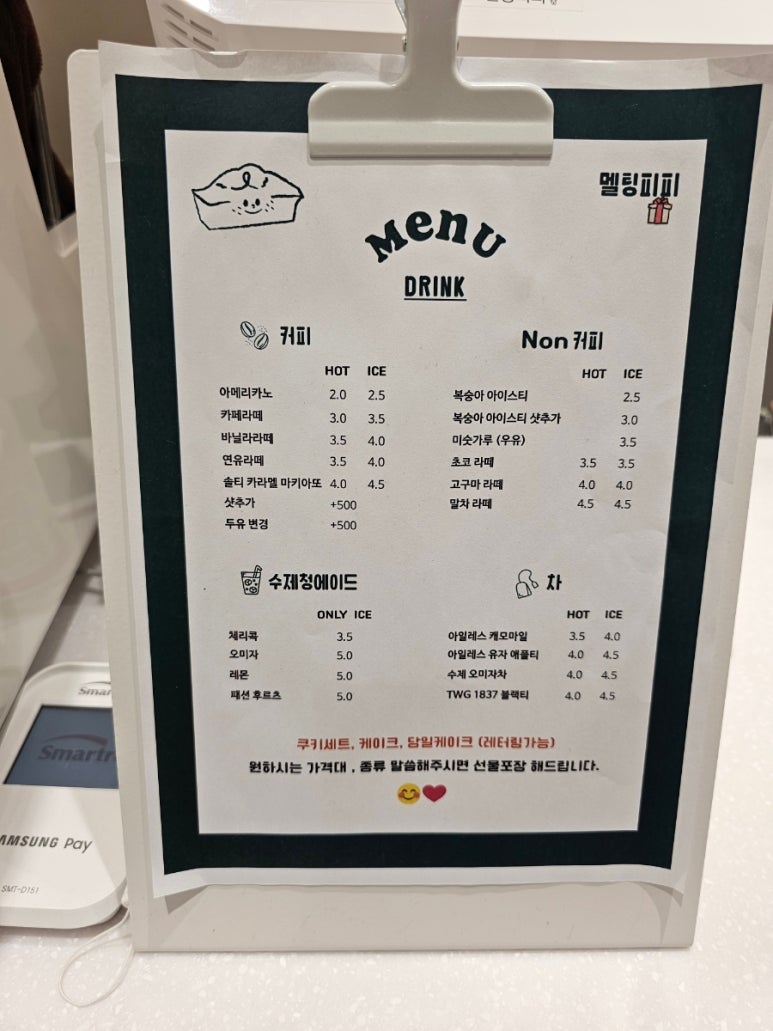 멜팅피피
Menu
DRINK
커피
HOT ICE
아메리카노 2.0 2.5
카페라떼 3.0 3.5
바닐라라떼 3.5 4.0
연유라떼 3.5 4.0
솔티 카라멜 마키아또 4.0 4.5
샷추가 +500
두유 변경 +500
Non 커피
HOT ICE
복숭아 아이스티 2.5
복숭아 아이스티 샷추가 3.0
미숫가루 (우유) 3.5
초코 라떼 3.5 3.5
고구마 라떼 4.0 4.0
말차 라떼 4.5 4.5
수제청에이드
ONLY ICE
체리콕 3.5
오미자 5.0
레몬 5.0
패션 후르츠 5.0
차
HOT ICE
아일레스 캐모마일 3.5 4.0
아일레스 유자 애플티 4.0 4.5
수제 오미자차 4.0 4.5
TWG 1837 블랙티 4.0 4.5
쿠키세트, 케이크, 당일케이크 (레터링가능)
원하시는 가격대 , 종류 말씀해주시면 선물포장 해드립니다.
Smartr
AMSUNG Pay
SMT-D151